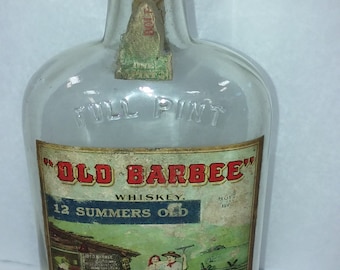 FULL PINT
"OLD BARBEE"
WHISKEY.
12 SUMMERS OLD